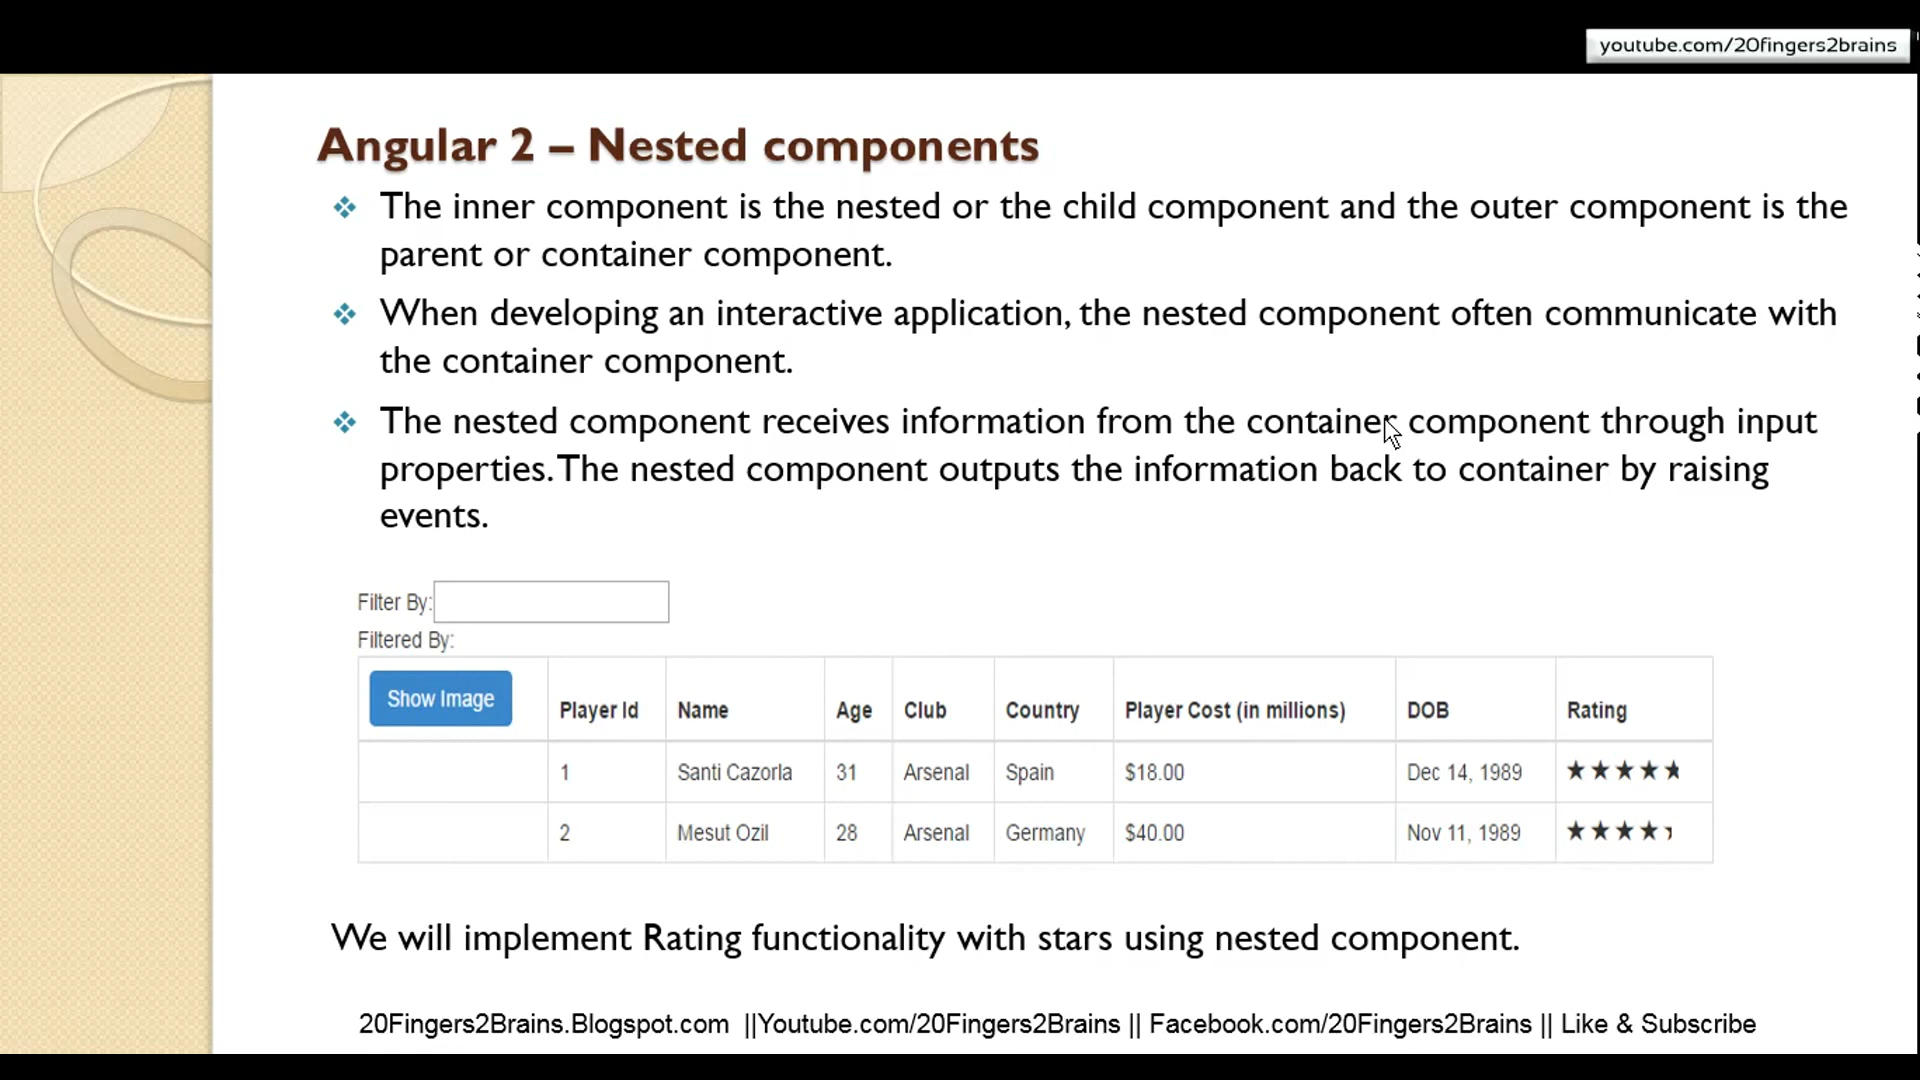 youtube.com/20fingers2brains
Angular 2 – Nested components
The inner component is the nested or the child component and the outer component is the
parent or container component.
When developing an interactive application, the nested component often communicate with
the container component.
The nested component receives information from the container component through input
properties. The nested component outputs the information back to container by raising
events.
Filter By:
Filtered By:
Show Image Player Id Name Age Club Country Player Cost (in millions) DOB Rating
1 Santi Cazorla 31 Arsenal Spain $18.00 Dec 14, 1989
2 Mesut Ozil 28 Arsenal Germany $40.00 Nov 11, 1989
We will implement Rating functionality with stars using nested component.
20Fingers2Brains.Blogspot.com ||Youtube.com/20Fingers2Brains || Facebook.com/20Fingers2Brains || Like & Subscribe